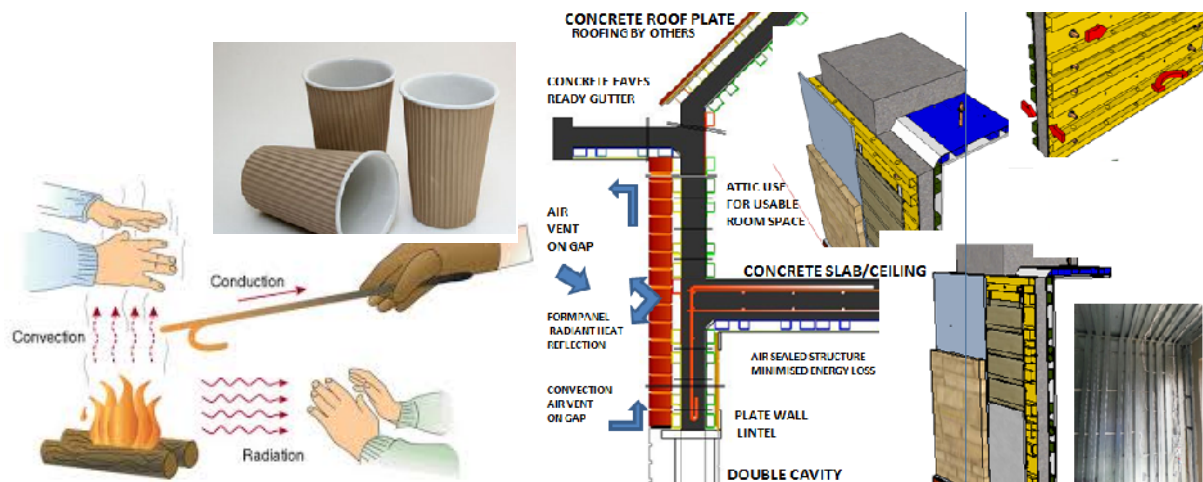 Conduction
Convection
Radiation
CONCRETE ROOF PLATE
ROOFING BY OTHERS
CONCRETE EAVES
READY GUTTER
AIR
VENT
ON GAP
ATTIC USE
FOR USABLE
ROOM SPACE
CONCRETE SLAB/CEILING
FORMPANEL
RADIANT HEAT
REFLECTION
AIR SEALED STRUCTURE
MINIMISED ENERGY LOSS
CONVECTION
AIR VENT
ON GAP
PLATE WALL
LINTEL
DOUBLE CAVITY